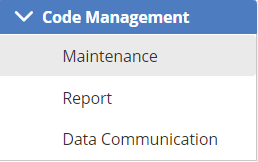 Code Management
Maintenance
Report
Data Communication